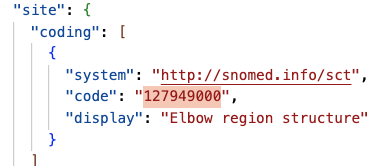 "site": {
"coding": [
{
"system": "http://snomed.info/sct",
"code": "127949000",
"display": "Elbow region structure"
}
]